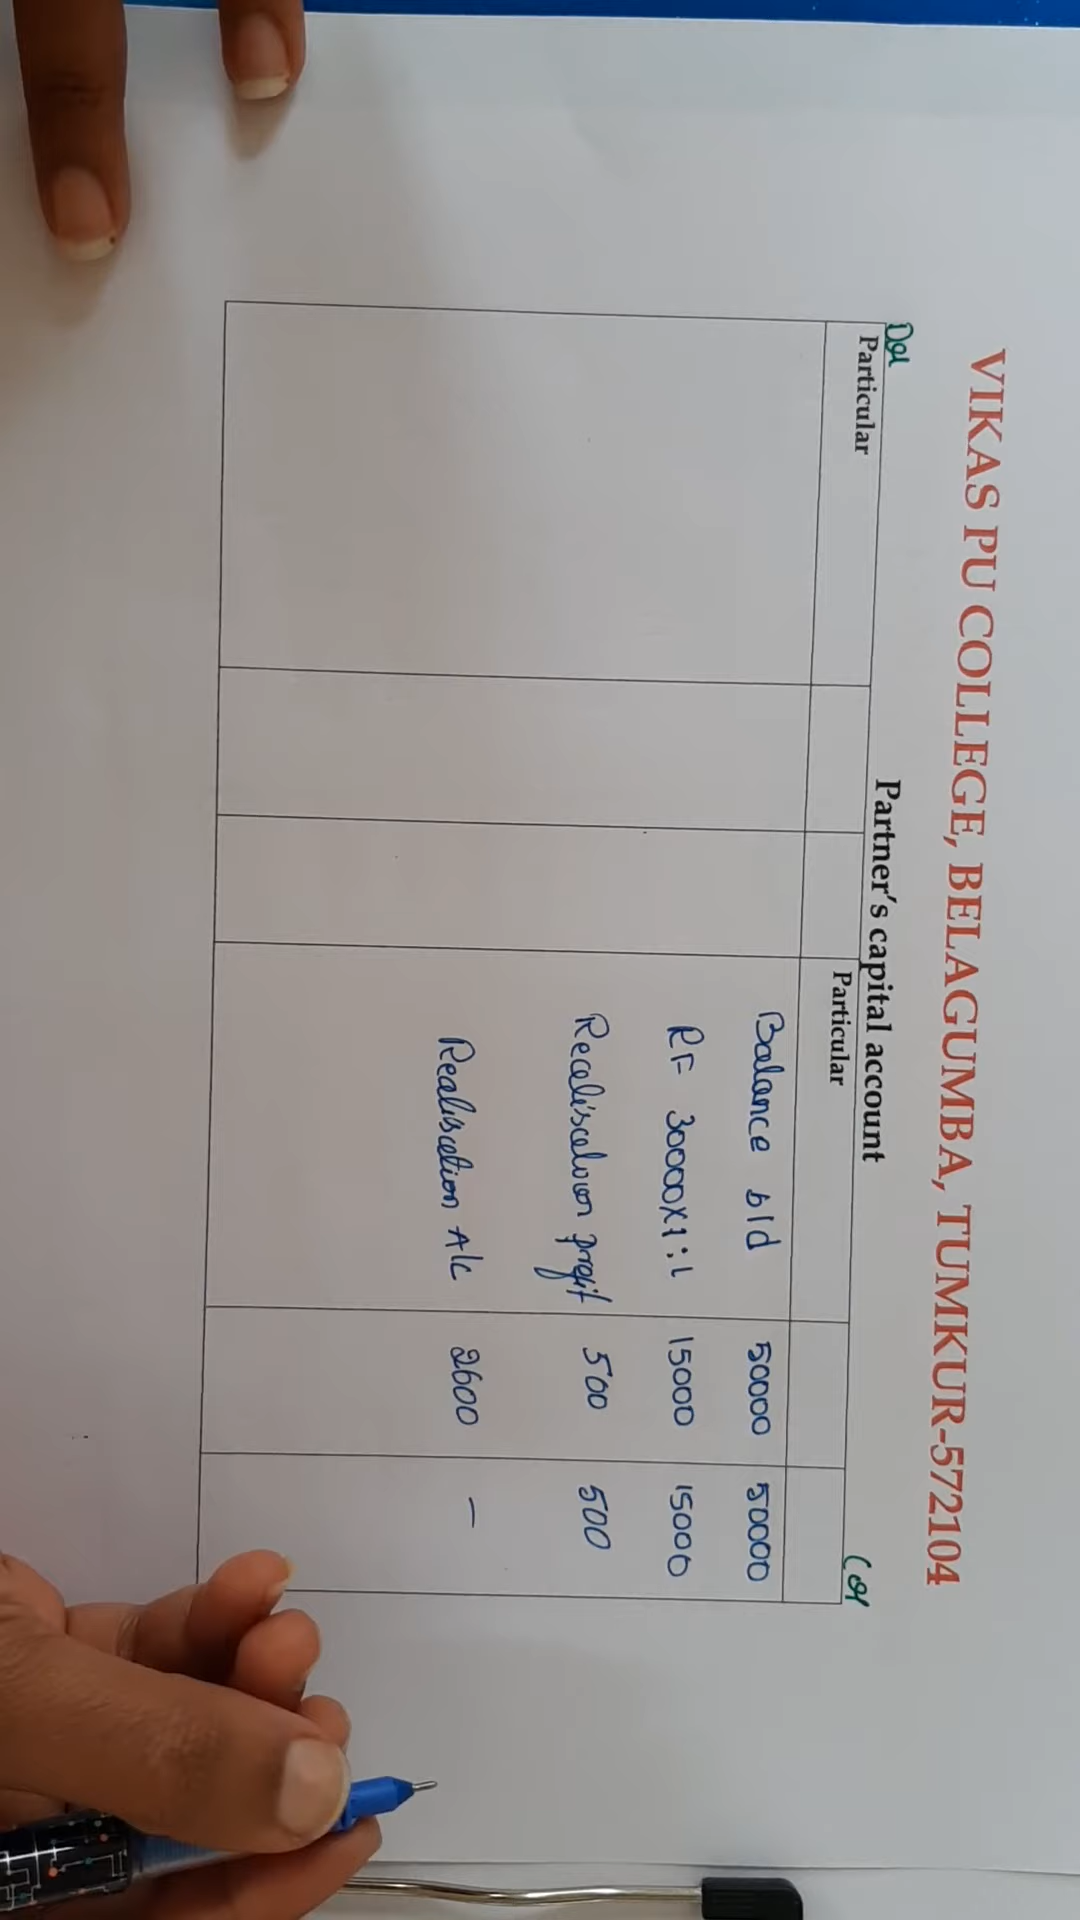 VIKAS PU COLLEGE, BELAGUMBA, TUMKUR-572104
Partner's capital account
Dr Cr
Particular Particular
Balance b/d 50000 50000
RF 30000x1:1 15000 15000
Realisation profit 500 500
Realisation A/c 2600 —